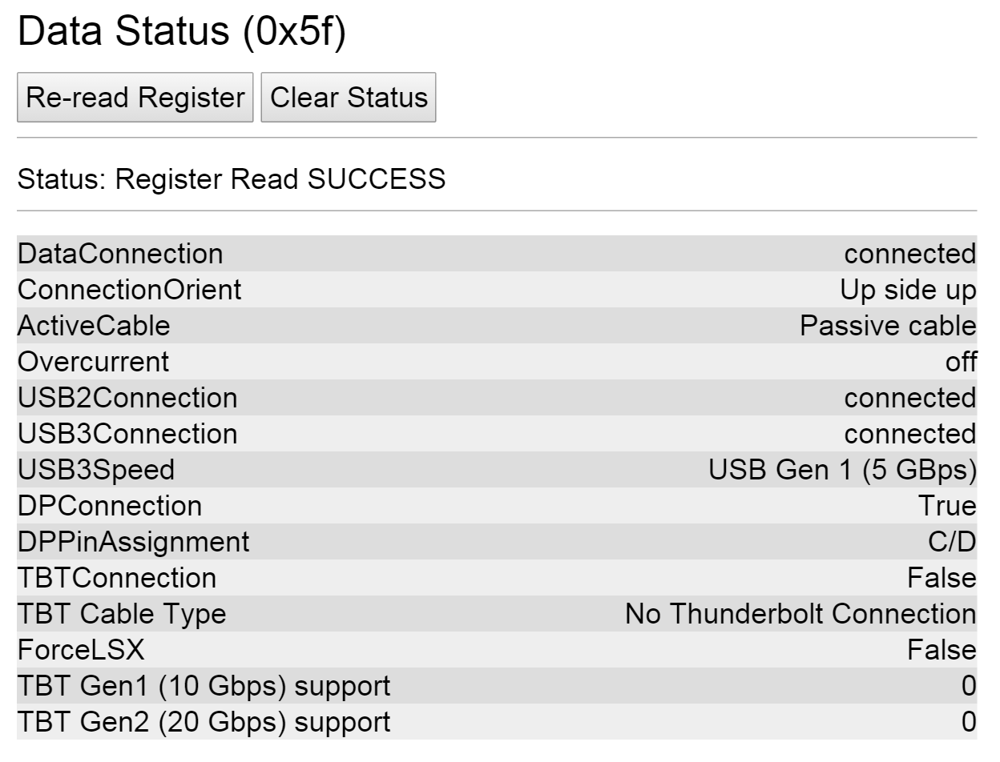 Data Status (0x5f)
Re-read Register Clear Status
Status: Register Read SUCCESS
DataConnection connected
ConnectionOrient Up side up
ActiveCable Passive cable
Overcurrent off
USB2Connection connected
USB3Connection connected
USB3Speed USB Gen 1 (5 GBps)
DPConnection True
DPPinAssignment C/D
TBTConnection False
TBT Cable Type No Thunderbolt Connection
ForceLSX False
TBT Gen1 (10 Gbps) support 0
TBT Gen2 (20 Gbps) support 0